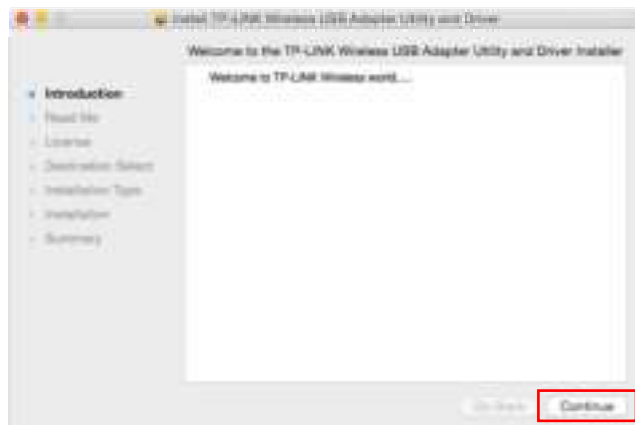 Install TP-LINK Wireless USB Adapter Utility and Driver
Welcome to the TP-LINK Wireless USB Adapter Utility and Driver Installer
Welcome to TP-LINK Wireless world....
Introduction
Read Me
License
Destination Select
Installation Type
Installation
Summary
Go Back
Continue